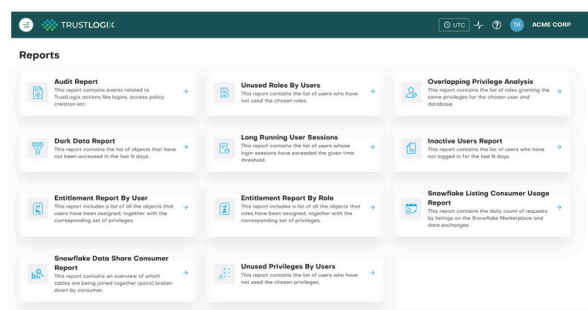 TRUSTLOGIX
UTC
TA
ACME CORP
Reports
Audit Report
This report contains events related to
TrustLogix actions like logins, access policy
creation etc.
Unused Roles By Users
This report contains the list of users who have
not used the chosen roles.
Overlapping Privilege Analysis
This report contains the list of roles granting the
same privileges for the chosen user and
database.
Dark Data Report
This report contains the list of objects that have
not been accessed in the last N days.
Long Running User Sessions
This report contains the list of users whose
login sessions have exceeded the given time
threshold.
Inactive Users Report
This report contains the list of users who have
not logged in for the last N days.
Entitlement Report By User
This report includes a list of all the objects that
users have been assigned, together with the
corresponding set of privileges.
Entitlement Report By Role
This report includes a list of all the objects that
roles have been assigned, together with the
corresponding set of privileges.
Snowflake Listing Consumer Usage
Report
This report contains the daily count of requests
by listings on the Snowflake Marketplace and
data exchanges.
Snowflake Data Share Consumer
Report
This report contains an overview of which
tables are being joined together (pairs) broken
down by consumer.
Unused Privileges By Users
This report contains the list of users who have
not used the chosen privileges.